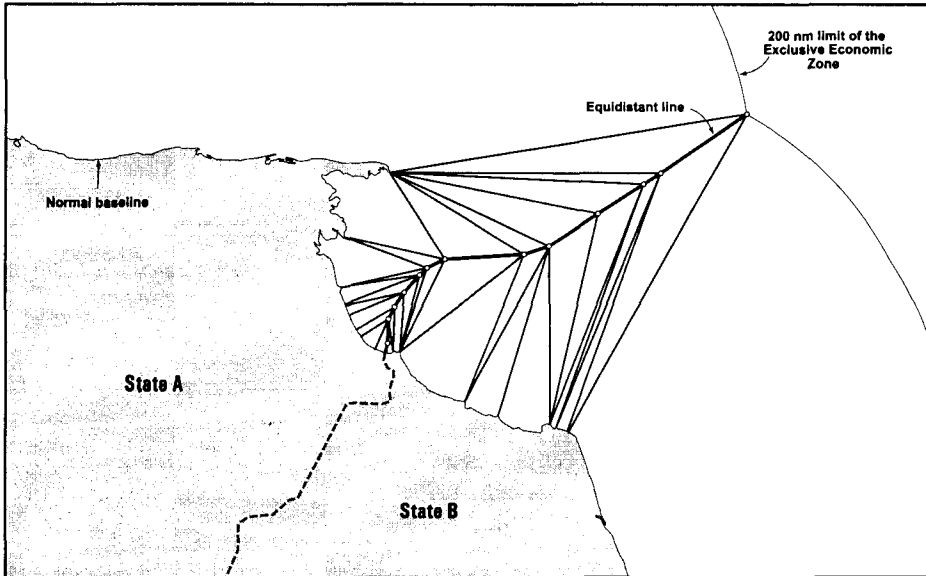 200 nm limit of the
Exclusive Economic
Zone
Equidistant line
Normal baseline
State A
State B